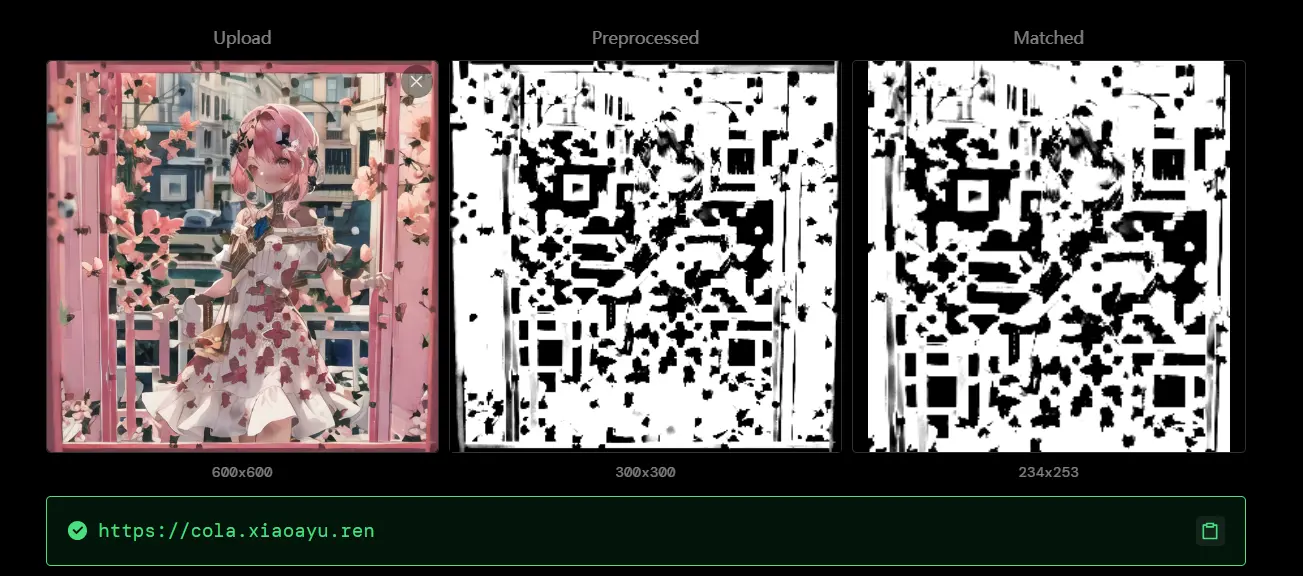 Upload
Preprocessed
Matched
600x600
300x300
234x253
https://cola.xiaoayu.ren